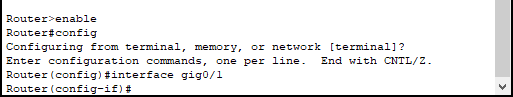 Router>enable
Router#config
Configuring from terminal, memory, or network [terminal]?
Enter configuration commands, one per line.  End with CNTL/Z.
Router(config)#interface gig0/1
Router(config-if)#